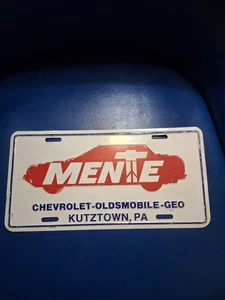 MENTE
CHEVROLET-OLDSMOBILE-GEO
KUTZTOWN, PA